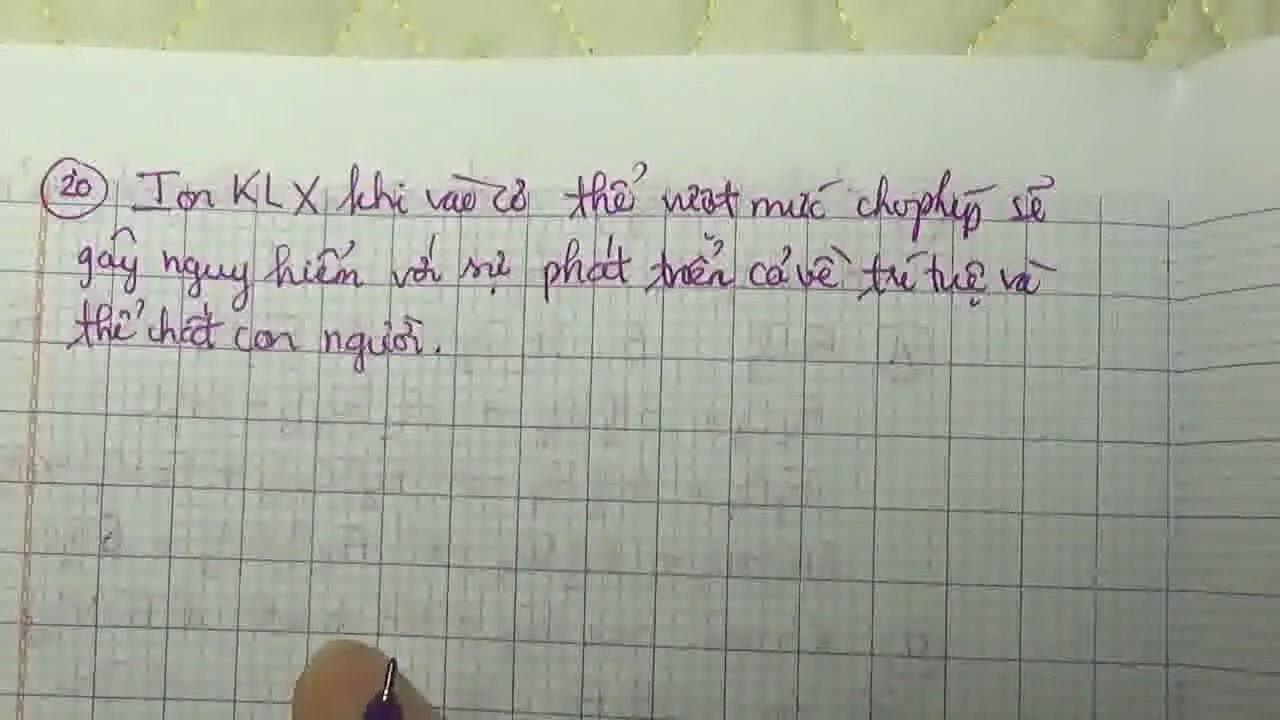 20 Ion KLX khi vào cơ thể vượt mức cho phép sẽ
gây nguy hiểm với sự phát triển cả về trí tuệ và
thể chất con người.